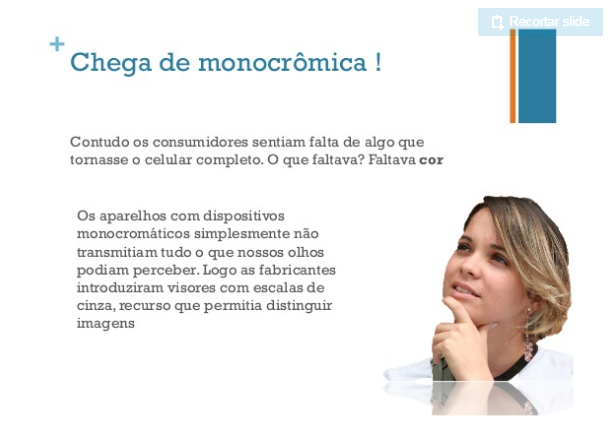 Recortar slide
+
Chega de monocrômica !
Contudo os consumidores sentiam falta de algo que
tornasse o celular completo. O que faltava? Faltava cor
Os aparelhos com dispositivos
monocromáticos simplesmente não
transmitiam tudo o que nossos olhos
podiam perceber. Logo as fabricantes
introduziram visores com escalas de
cinza, recurso que permitia distinguir
imagens